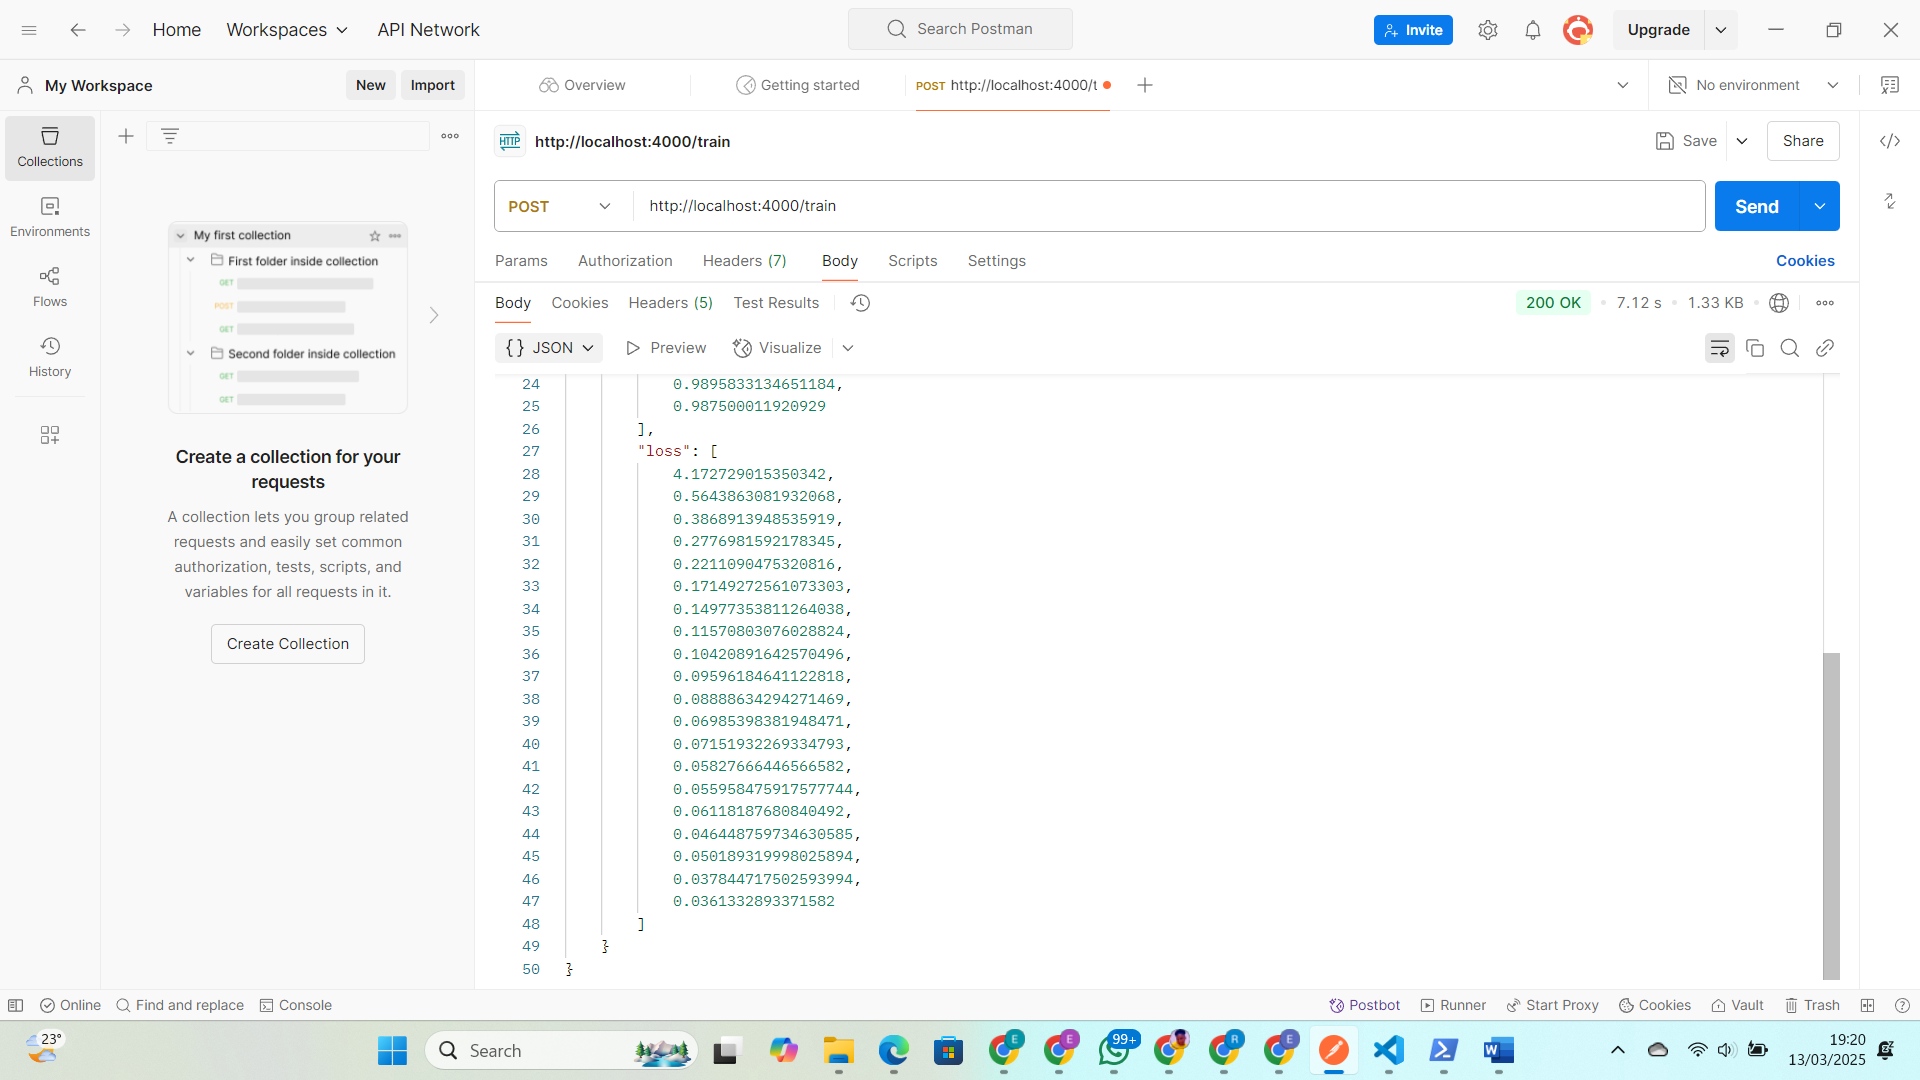 Home Workspaces API Network Search Postman Invite Upgrade
My Workspace New Import Overview Getting started POST http://localhost:4000/t No environment
Collections
Environments
Flows
History
My first collection
First folder inside collection
GET
POST
GET
Second folder inside collection
GET
GET
Create a collection for your
requests
A collection lets you group related
requests and easily set common
authorization, tests, scripts, and
variables for all requests in it.
Create Collection
HTTP http://localhost:4000/train Save Share
POST http://localhost:4000/train Send
Params Authorization Headers (7) Body Scripts Settings Cookies
Body Cookies Headers (5) Test Results 200 OK 7.12 s 1.33 KB
{} JSON Preview Visualize
24 0.9895833134651184,
25 0.987500011920929
26 ],
27 "loss": [
28 4.172729015350342,
29 0.5643863081932068,
30 0.3868913948535919,
31 0.2776981592178345,
32 0.2211090475320816,
33 0.17149272561073303,
34 0.14977353811264038,
35 0.11570803076028824,
36 0.10420891642570496,
37 0.09596184641122818,
38 0.08888634294271469,
39 0.06985398381948471,
40 0.07151932269334793,
41 0.05827666446566582,
42 0.055958475917577744,
43 0.06118187680840492,
44 0.046448759734630585,
45 0.050189319998025894,
46 0.037844717502593994,
47 0.0361332893371582
48 ]
49 }
50 }
Online Find and replace Console Postbot Runner Start Proxy Cookies Vault Trash
23° Search E E 99+ R E 19:20
13/03/2025